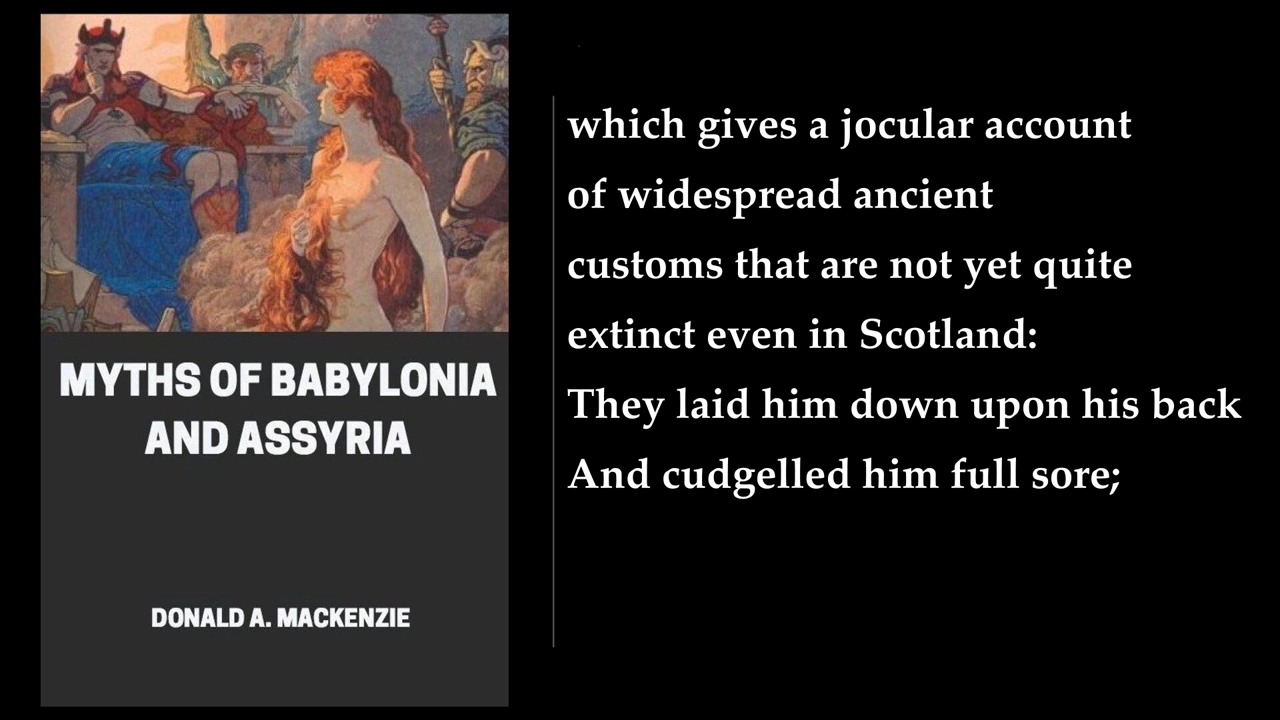 MYTHS OF BABYLONIA
AND ASSYRIA
DONALD A. MACKENZIE
which gives a jocular account
of widespread ancient
customs that are not yet quite
extinct even in Scotland:
They laid him down upon his back
And cudgelled him full sore;